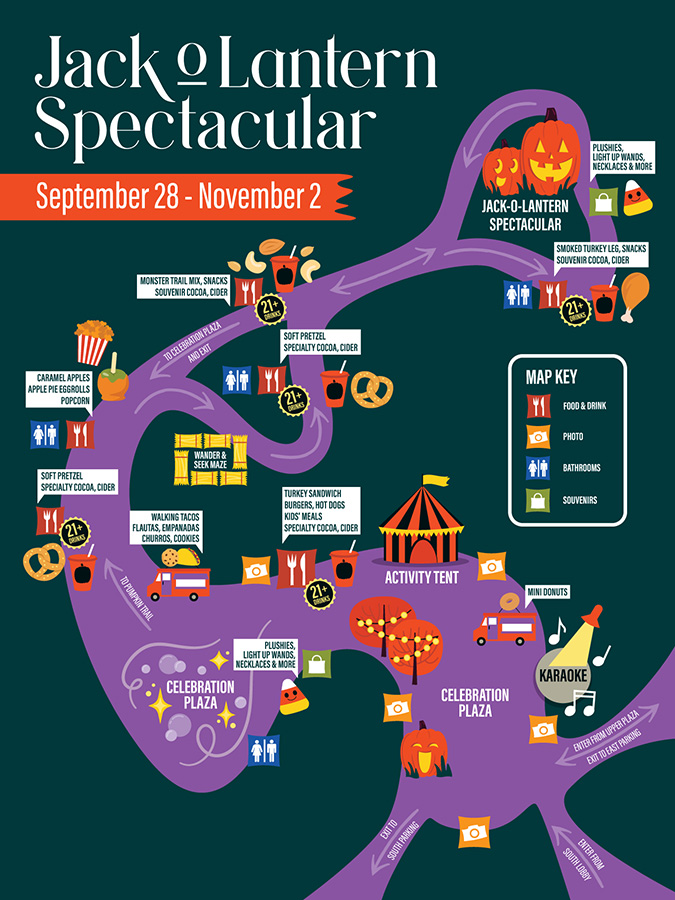 Jack o Lantern
Spectacular
September 28 - November 2
PLUSHIES,
LIGHT UP WANDS,
NECKLACES & MORE
JACK-O-LANTERN
SPECTACULAR
SMOKED TURKEY LEG, SNACKS
SOUVENIR COCOA, CIDER
21+
DRINKS
MONSTER TRAIL MIX, SNACKS
SOUVENIR COCOA, CIDER
21+
DRINKS
TO CELEBRATION PLAZA
AND EXIT
SOFT PRETZEL
SPECIALTY COCOA, CIDER
21+
DRINKS
CARAMEL APPLES
APPLE PIE EGGROLLS
POPCORN
MAP KEY
FOOD & DRINK
PHOTO
BATHROOMS
SOUVENIRS
WANDER &
SEEK MAZE
SOFT PRETZEL
SPECIALTY COCOA, CIDER
21+
DRINKS
WALKING TACOS
FLAUTAS, EMPANADAS
CHURROS, COOKIES
TURKEY SANDWICH
BURGERS, HOT DOGS
KIDS' MEALS
SPECIALTY COCOA, CIDER
21+
DRINKS
ACTIVITY TENT
TO PUMPKIN TRAIL
MINI DONUTS
PLUSHIES,
LIGHT UP WANDS,
NECKLACES & MORE
CELEBRATION
PLAZA
KARAOKE
CELEBRATION
PLAZA
ENTER FROM UPPER PLAZA
EXIT TO EAST PARKING
EXIT TO
SOUTH PARKING
ENTER FROM
SOUTH LOBBY